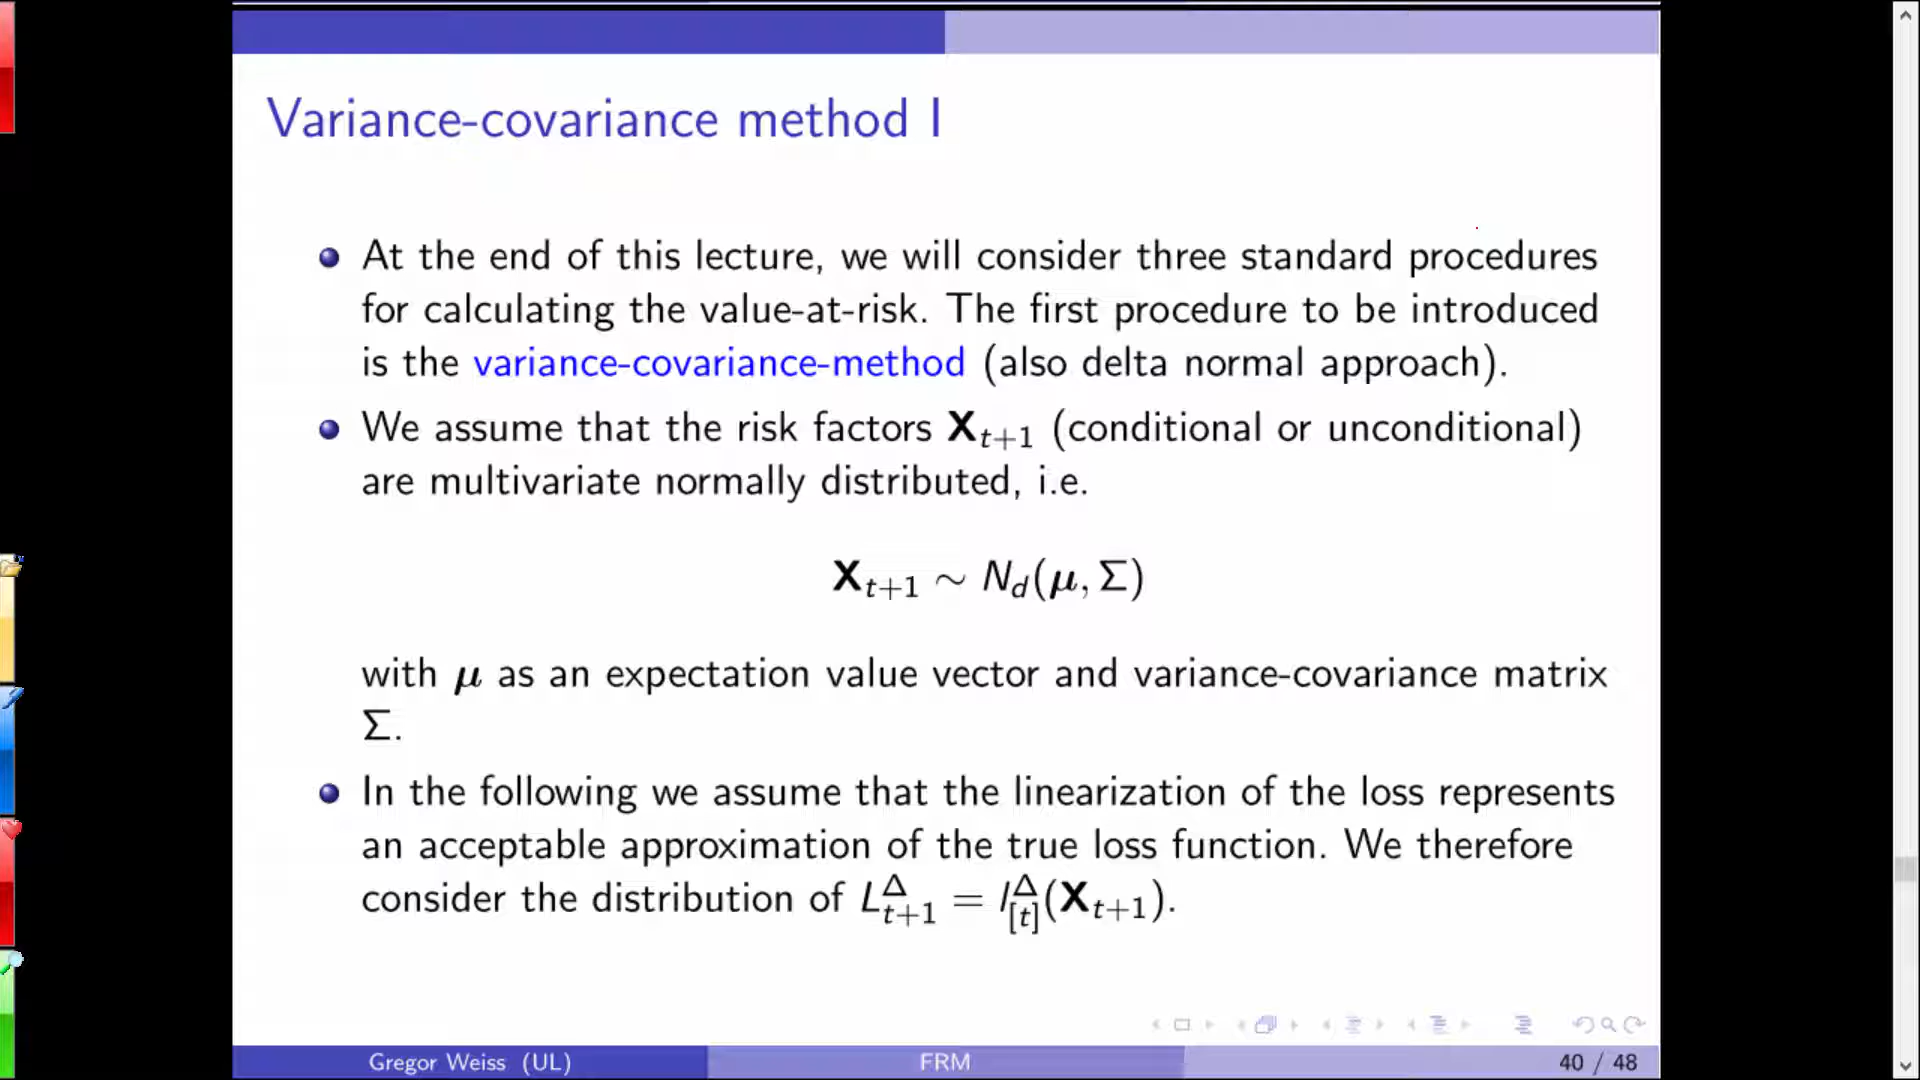 Variance-covariance method I
At the end of this lecture, we will consider three standard procedures
for calculating the value-at-risk. The first procedure to be introduced
is the variance-covariance-method (also delta normal approach).
We assume that the risk factors X_{t+1} (conditional or unconditional)
are multivariate normally distributed, i.e.
X_{t+1} ∼ N_d(μ, Σ)
with μ as an expectation value vector and variance-covariance matrix
Σ.
In the following we assume that the linearization of the loss represents
an acceptable approximation of the true loss function. We therefore
consider the distribution of L^Δ_{t+1} = l^Δ_{[t]}(X_{t+1}).
Gregor Weiss (UL) FRM 40 / 48